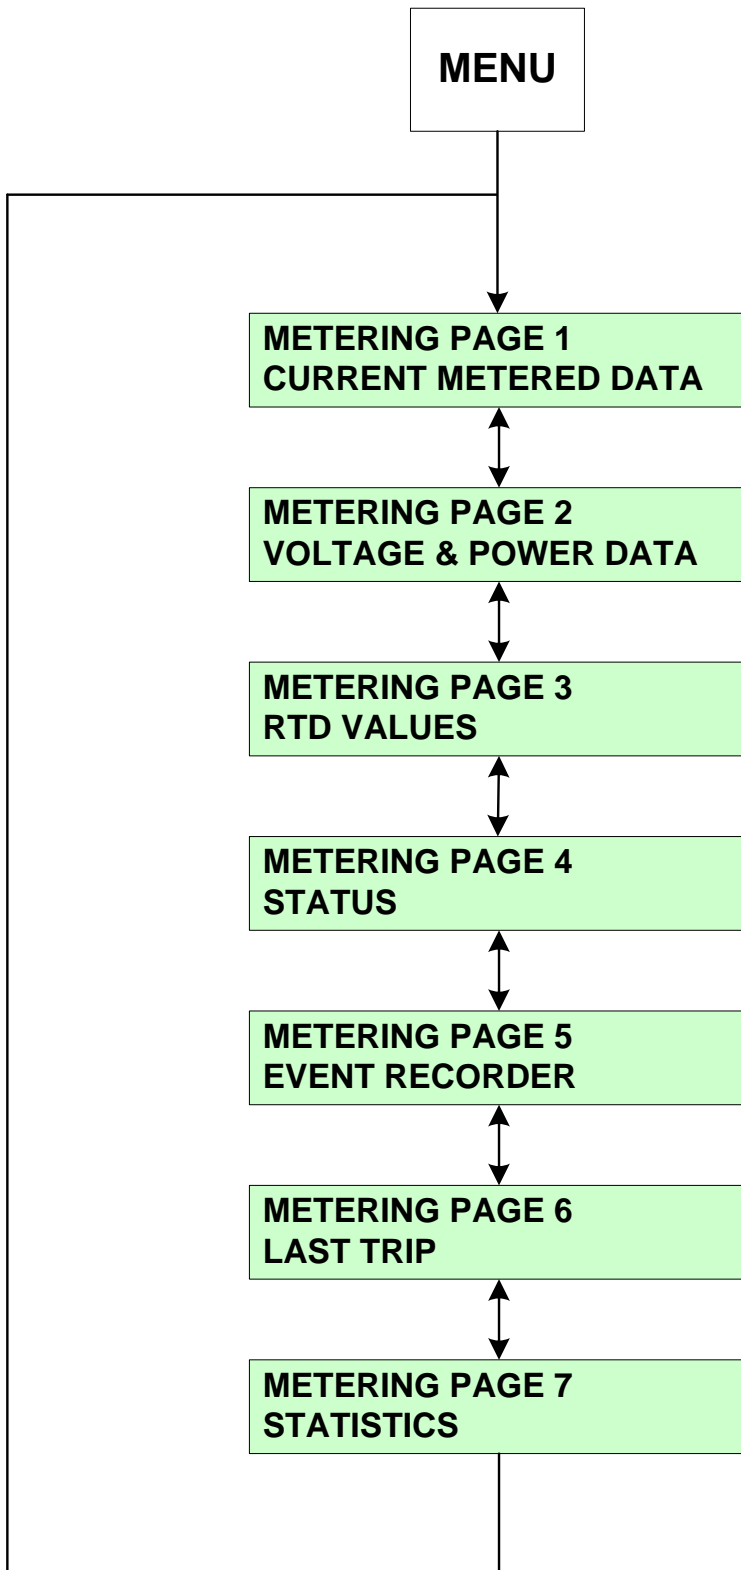 MENU
METERING PAGE 1
CURRENT METERED DATA
METERING PAGE 2
VOLTAGE & POWER DATA
METERING PAGE 3
RTD VALUES
METERING PAGE 4
STATUS
METERING PAGE 5
EVENT RECORDER
METERING PAGE 6
LAST TRIP
METERING PAGE 7
STATISTICS